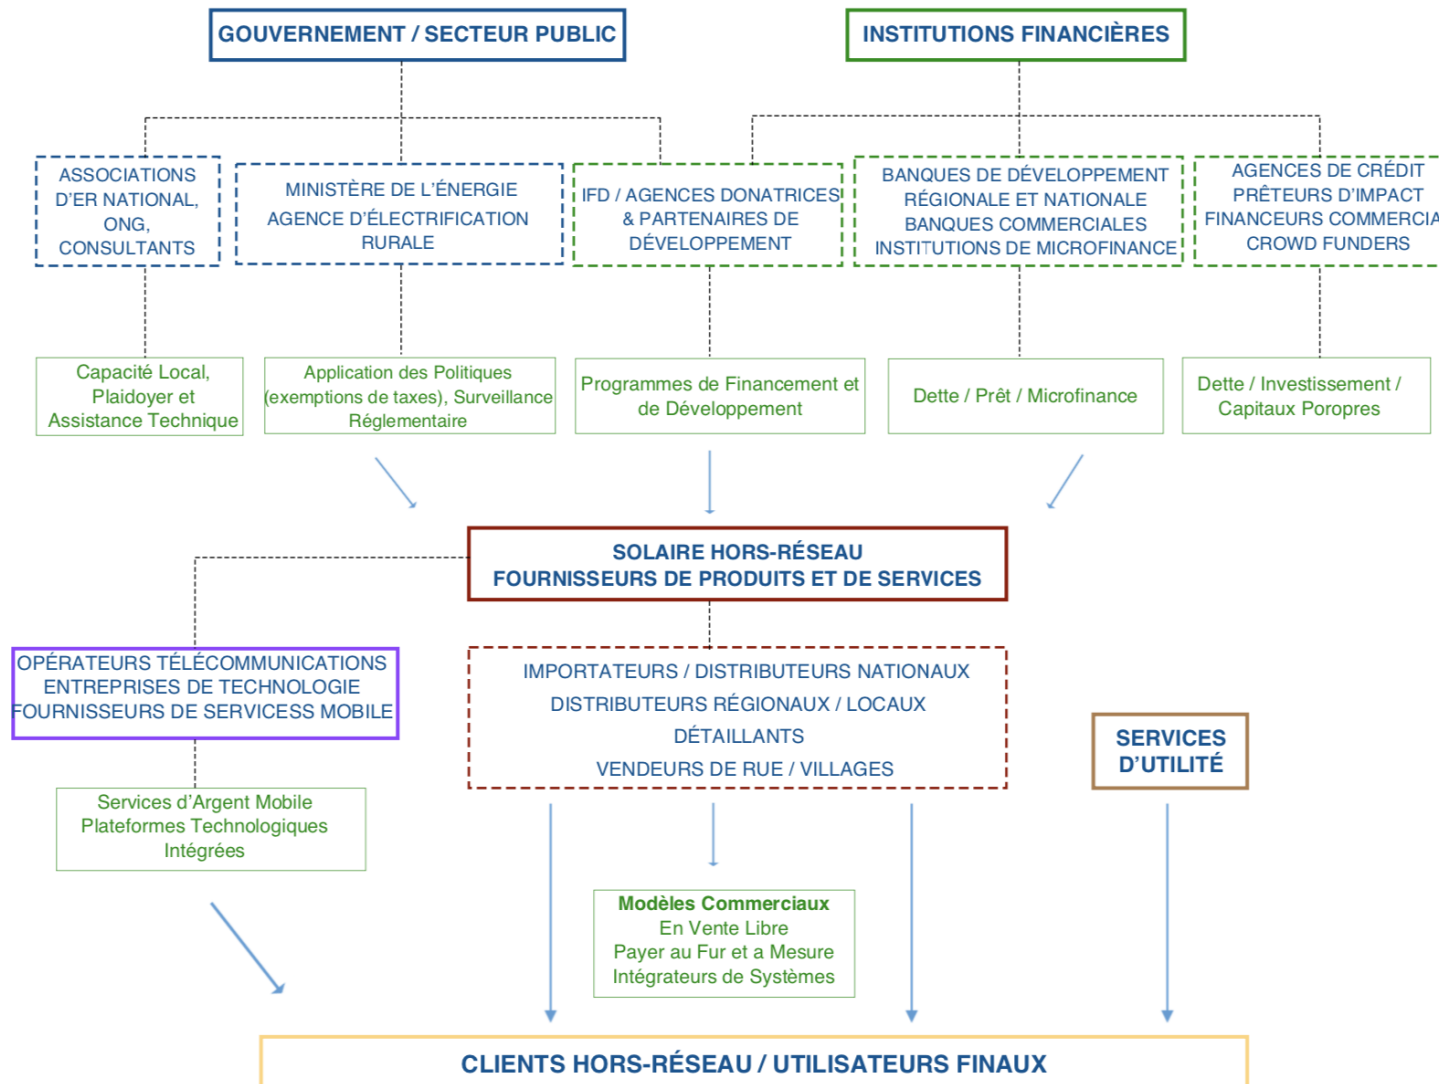 GOUVERNEMENT / SECTEUR PUBLIC
INSTITUTIONS FINANCIÈRES
ASSOCIATIONS
D'ER NATIONAL,
ONG,
CONSULTANTS
MINISTÈRE DE L'ÉNERGIE
AGENCE D'ÉLECTRIFICATION
RURALE
IFD / AGENCES DONATRICES
& PARTENAIRES DE
DÉVELOPPEMENT
BANQUES DE DÉVELOPPEMENT
RÉGIONALE ET NATIONALE
BANQUES COMMERCIALES
INSTITUTIONS DE MICROFINANCE
AGENCES DE CRÉDIT
PRÊTEURS D'IMPACT
FINANCEURS COMMERCIA
CROWD FUNDERS
Capacité Local,
Plaidoyer et
Assistance Technique
Application des Politiques
(exemptions de taxes), Surveillance
Réglementaire
Programmes de Financement et
de Développement
Dette / Prêt / Microfinance
Dette / Investissement /
Capitaux Poropres
SOLAIRE HORS-RÉSEAU
FOURNISSEURS DE PRODUITS ET DE SERVICES
OPÉRATEURS TÉLÉCOMMUNICATIONS
ENTREPRISES DE TECHNOLOGIE
FOURNISSEURS DE SERVICESS MOBILE
IMPORTATEURS / DISTRIBUTEURS NATIONAUX
DISTRIBUTEURS RÉGIONAUX / LOCAUX
DÉTAILLANTS
VENDEURS DE RUE / VILLAGES
SERVICES
D'UTILITÉ
Services d'Argent Mobile
Plateformes Technologiques
Intégrées
Modèles Commerciaux
En Vente Libre
Payer au Fur et a Mesure
Intégrateurs de Systèmes
CLIENTS HORS-RÉSEAU / UTILISATEURS FINAUX